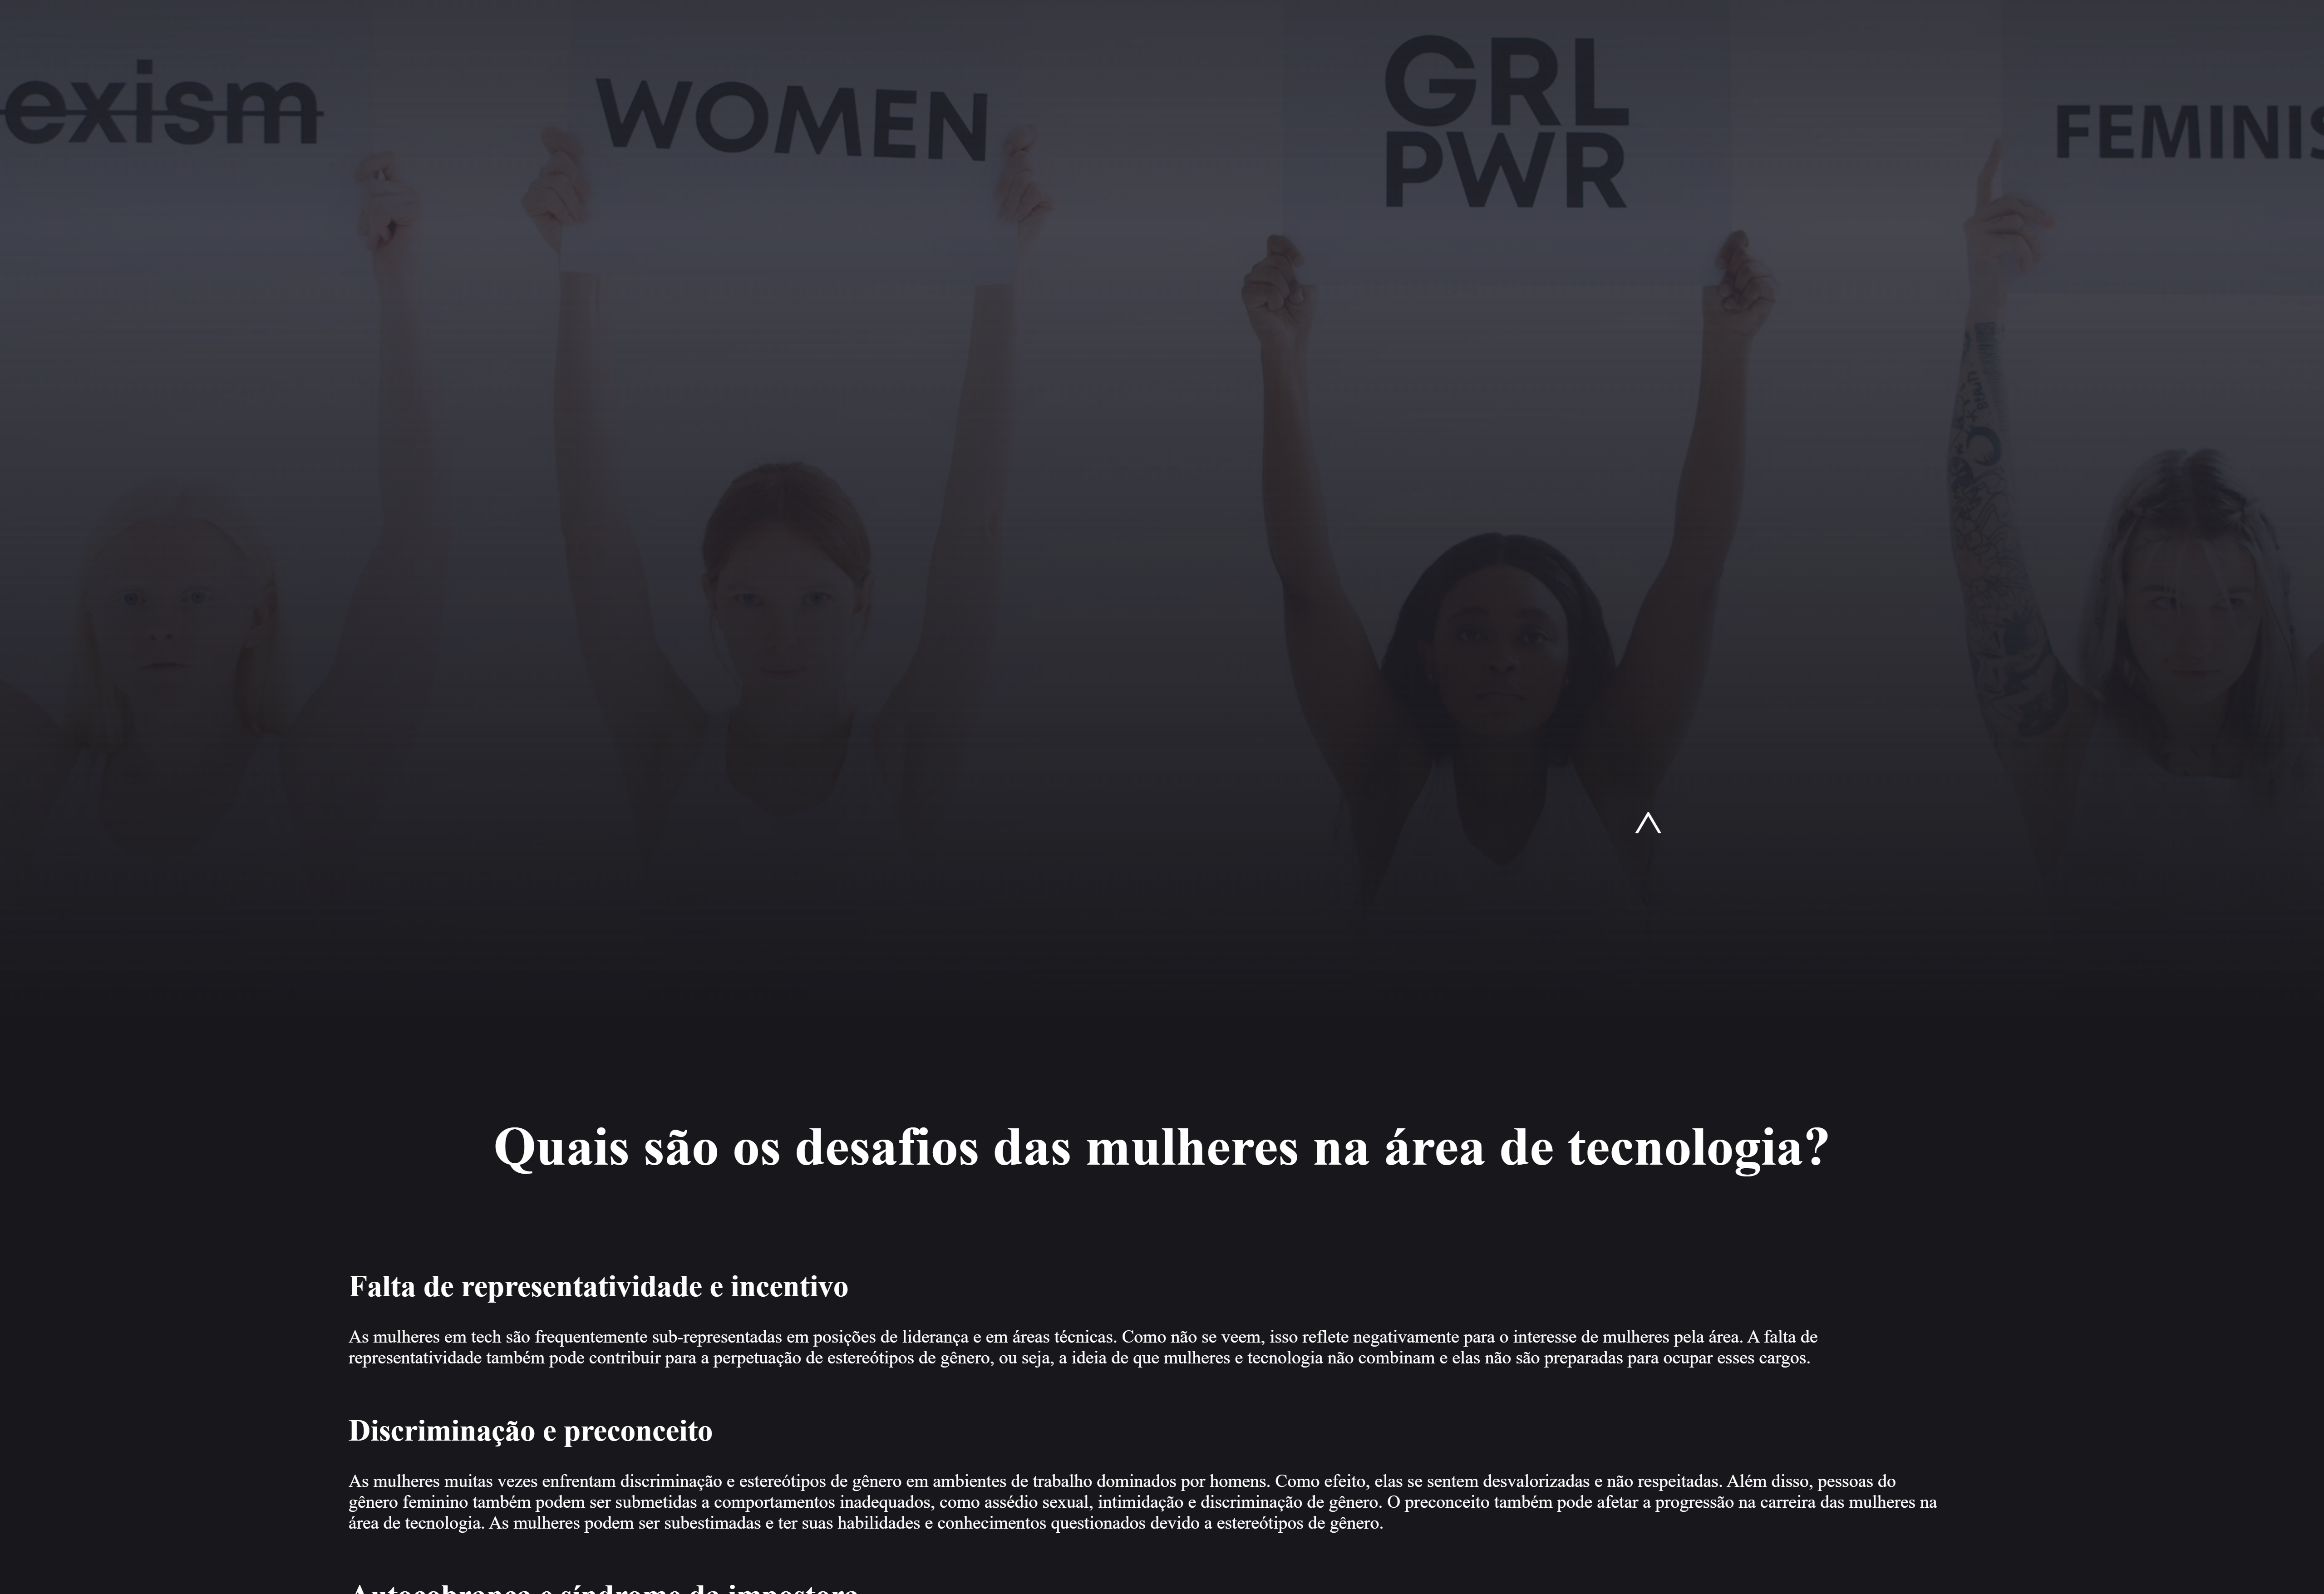 exism
WOMEN
GRL
PWR
FEMINIS
Quais são os desafios das mulheres na área de tecnologia?
Falta de representatividade e incentivo
As mulheres em tech são frequentemente sub-representadas em posições de liderança e em áreas técnicas. Como não se veem, isso reflete negativamente para o interesse de mulheres pela área. A falta de
representatividade também pode contribuir para a perpetuação de estereótipos de gênero, ou seja, a ideia de que mulheres e tecnologia não combinam e elas não são preparadas para ocupar esses cargos.
Discriminação e preconceito
As mulheres muitas vezes enfrentam discriminação e estereótipos de gênero em ambientes de trabalho dominados por homens. Como efeito, elas se sentem desvalorizadas e não respeitadas. Além disso, pessoas do
gênero feminino também podem ser submetidas a comportamentos inadequados, como assédio sexual, intimidação e discriminação de gênero. O preconceito também pode afetar a progressão na carreira das mulheres na
área de tecnologia. As mulheres podem ser subestimadas e ter suas habilidades e conhecimentos questionados devido a estereótipos de gênero.
Autocobrança e síndrome da impostora